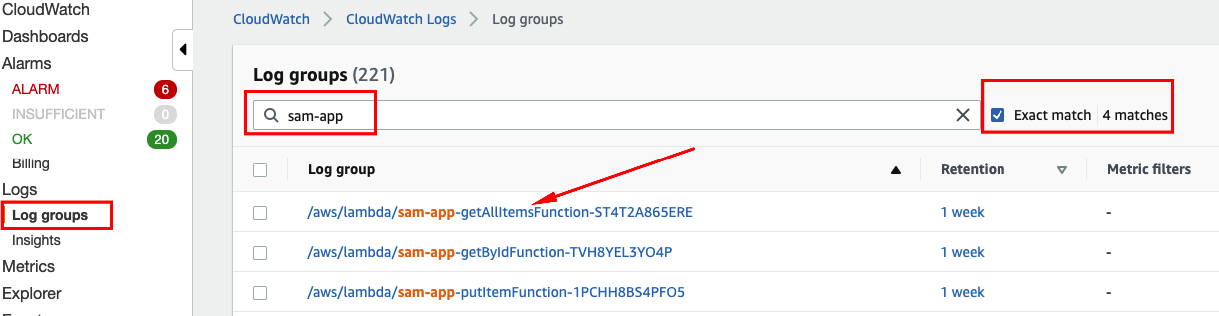 CloudWatch
Dashboards
Alarms
ALARM 6
INSUFFICIENT 0
OK 20
Billing
Logs
Log groups
Insights
Metrics
Explorer
CloudWatch > CloudWatch Logs > Log groups
Log groups (221)
sam-app
Exact match 4 matches
Log group Retention Metric filters
/aws/lambda/sam-app-getAllItemsFunction-ST4T2A865ERE 1 week -
/aws/lambda/sam-app-getByIdFunction-TVH8YEL3YO4P 1 week -
/aws/lambda/sam-app-putItemFunction-1PCHH8BS4PFO5 1 week -